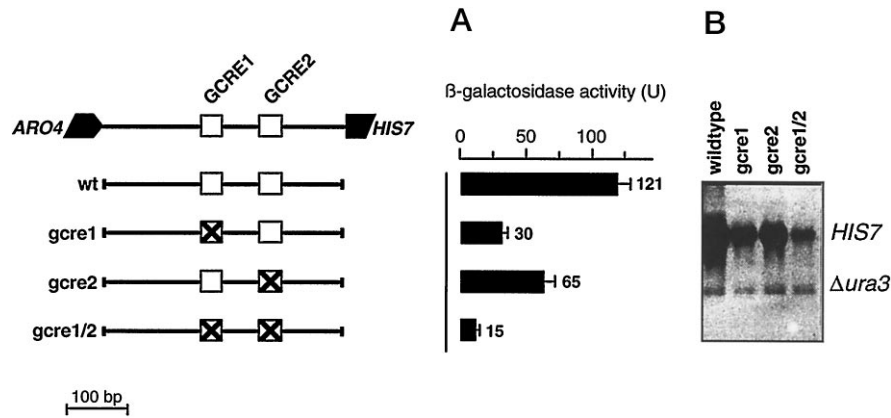 A
B
GCRE1
GCRE2
ß-galactosidase activity (U)
0 50 100
ARO4
HIS7
wildtype
gcre1
gcre2
gcre1/2
wt
121
gcre1
30
HIS7
gcre2
65
Δura3
gcre1/2
15
100 bp